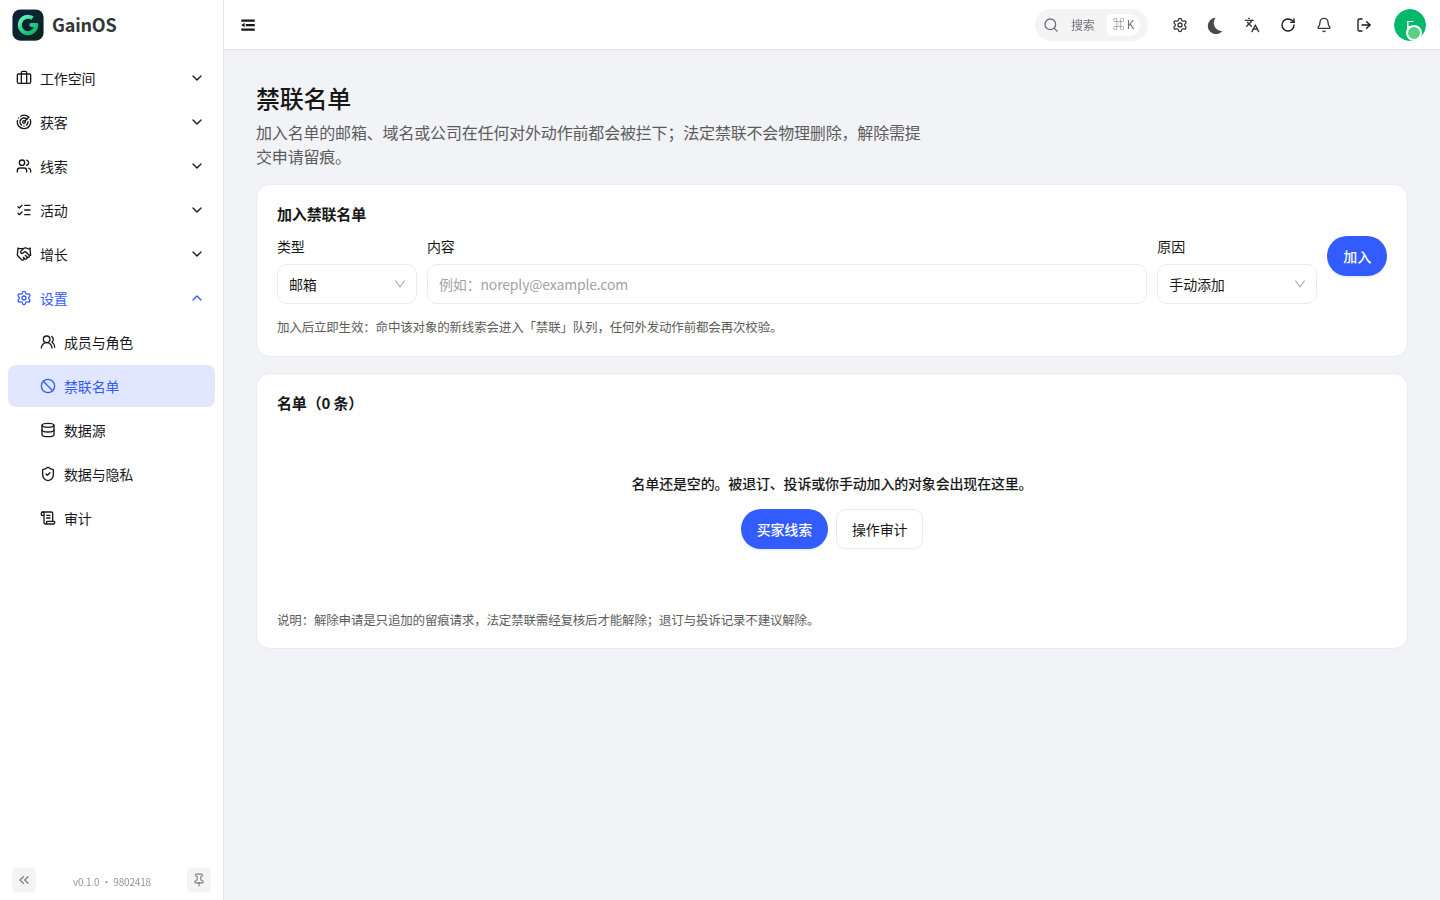 GainOS
搜索
⌘ K
工作空间
获客
线索
活动
增长
设置
成员与角色
禁联名单
数据源
数据与隐私
审计
v0.1.0 • 9802418
禁联名单
加入名单的邮箱、域名或公司在任何对外动作前都会被拦下；法定禁联不会物理删除，解除需提
交申请留痕。
加入禁联名单
类型
内容
原因
邮箱
例如：noreply@example.com
手动添加
加入
加入后立即生效：命中该对象的新线索会进入「禁联」队列，任何外发动作前都会再次校验。
名单（0 条）
名单还是空的。被退订、投诉或你手动加入的对象会出现在这里。
买家线索
操作审计
说明：解除申请是只追加的留痕请求，法定禁联需经复核后才能解除；退订与投诉记录不建议解除。